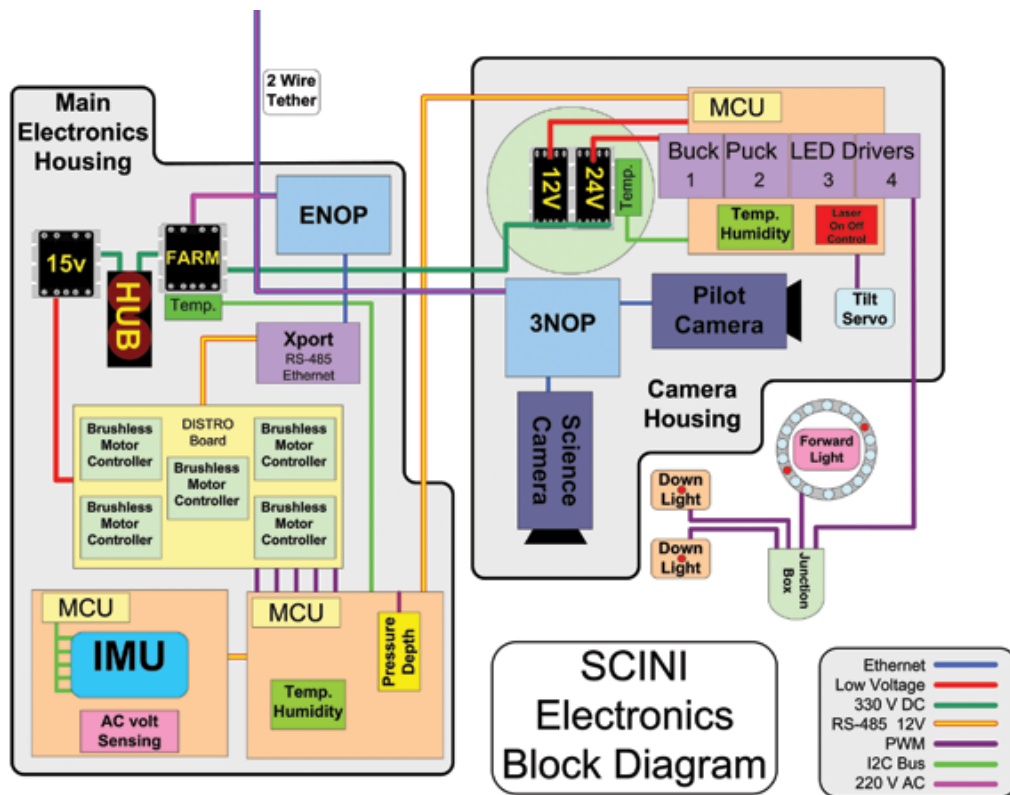 2 Wire
Tether
Main
Electronics
Housing
ENOP
15v
HUB
FARM
Temp.
Xport
RS-485
Ethernet
DISTRO
Board
Brushless
Motor
Controller
Brushless
Motor
Controller
Brushless
Motor
Controller
Brushless
Motor
Controller
Brushless
Motor
Controller
MCU
IMU
AC volt
Sensing
MCU
Pressure
Depth
Temp.
Humidity
MCU
12V
24V
Temp.
Buck
Puck
LED Drivers
1
2
3
4
Temp.
Humidity
Laser
On Off
Control
3NOP
Pilot
Camera
Tilt
Servo
Science
Camera
Camera
Housing
Forward
Light
Down
Light
Down
Light
Junction
Box
SCINI
Electronics
Block Diagram
Ethernet
Low Voltage
330 V DC
RS-485 12V
PWM
I2C Bus
220 V AC